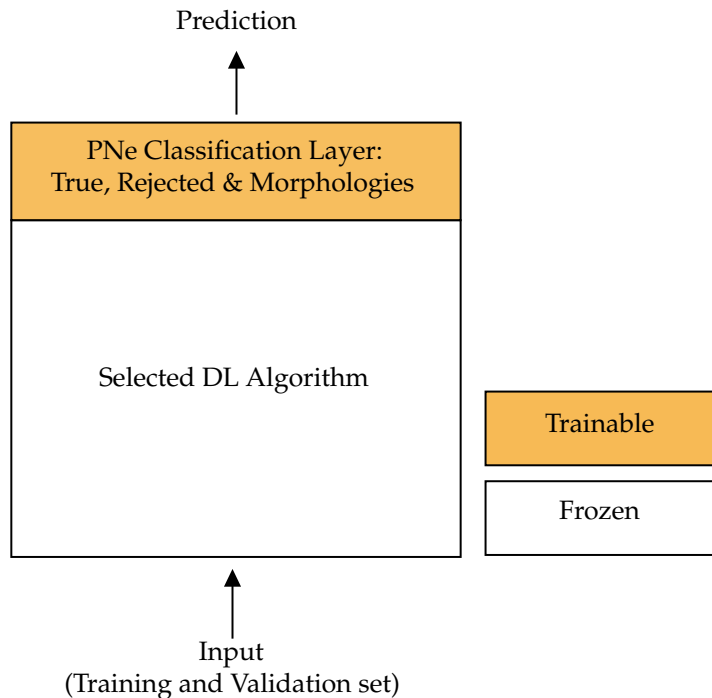 Prediction
PNe Classification Layer:
True, Rejected & Morphologies
Selected DL Algorithm
Trainable
Frozen
Input
(Training and Validation set)